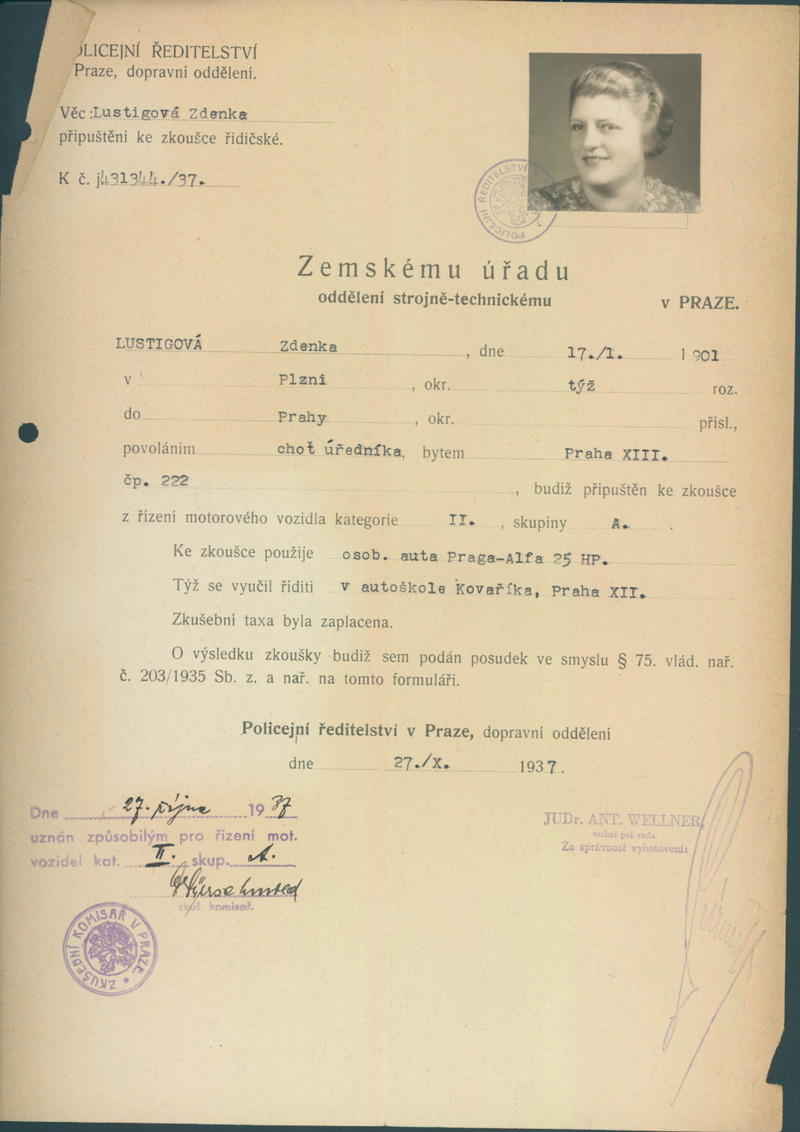 OLICEJNÍ ŘEDITELSTVÍ
Praze, dopravní oddělení.
Věc: Lustigová Zdenka
připuštění ke zkoušce řidičské.
K č. j431344./37.
POLICEJNÍ ŘEDITELSTVÍ
Zemskému úřadu
oddělení strojně-technickému v PRAZE.
LUSTIGOVÁ Zdenka, dne 17./1. 1901
v Plzni, okr. týž roz.
do Prahy, okr. přísl.,
povoláním choť úředníka, bytem Praha XIII.
čp. 222, budiž připuštěn ke zkoušce
z řízení motorového vozidla kategorie II., skupiny A.
Ke zkoušce použije osob. auta Praga-Alfa 25 HP.
Týž se vyučil říditi v autoškole Kovaříka, Praha XII.
Zkušební taxa byla zaplacena.
O výsledku zkoušky budiž sem podán posudek ve smyslu § 75. vlád. nař.
č. 203/1935 Sb. z. a nař. na tomto formuláři.
Policejní ředitelství v Praze, dopravní oddělení
dne 27./X. 1937.
Dne 27. října 1937
uznán způsobilým pro řízení mot.
vozidel kat. II. skup. A.
zkuš. komisař.
ZKUŠEBNÍ KOMISAŘ V PRAZE
JUDr. ANT. WELLNER,
vrchní pol. rada.
Za správnost vyhotovení: